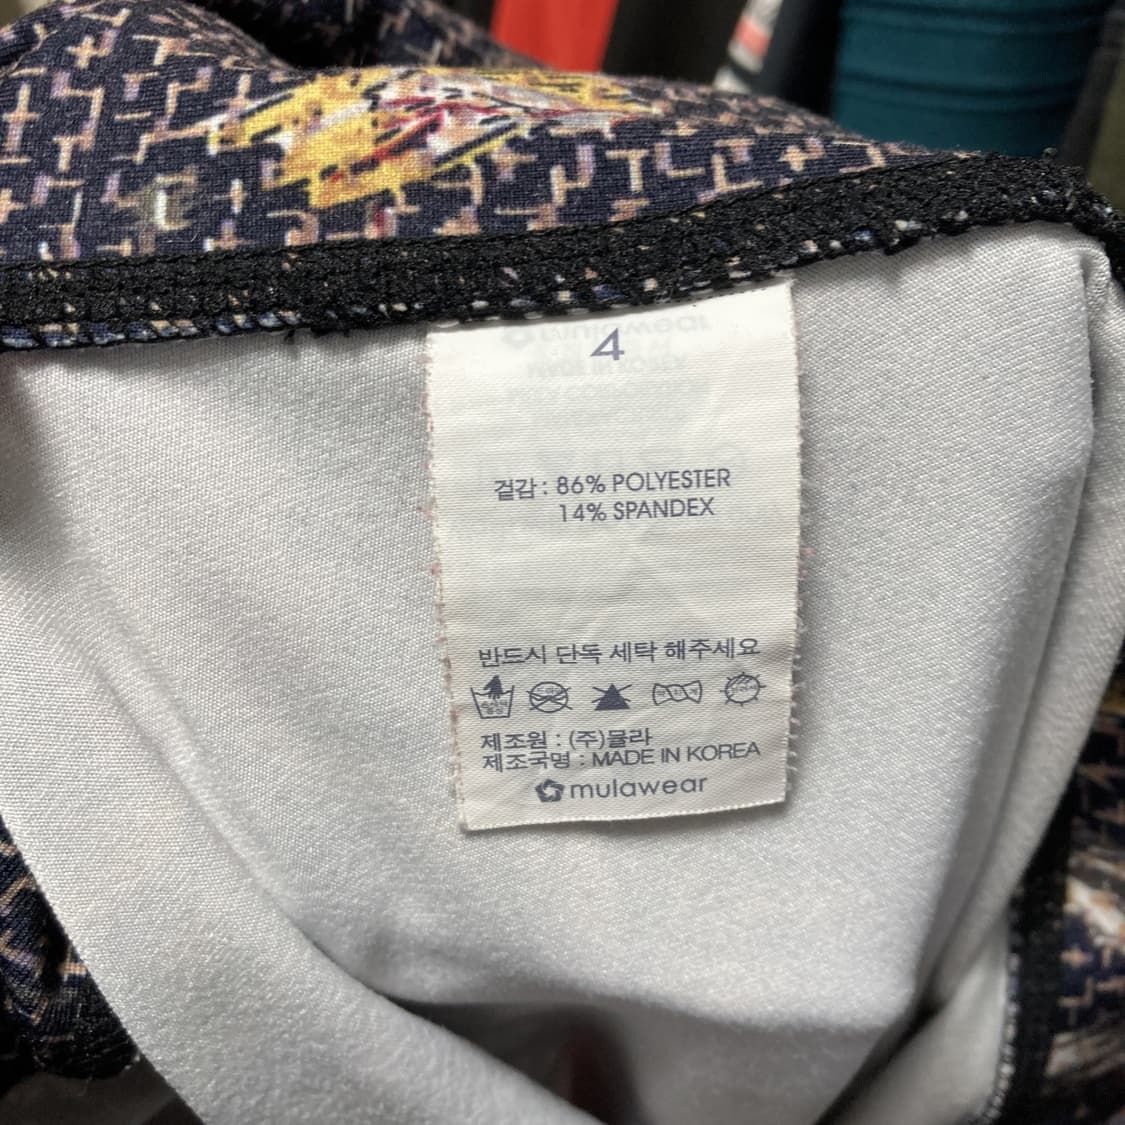 4
겉감 : 86% POLYESTER
14% SPANDEX
반드시 단독 세탁 해주세요
제조원 : (주)뮬라
제조국명 : MADE IN KOREA
mulawear